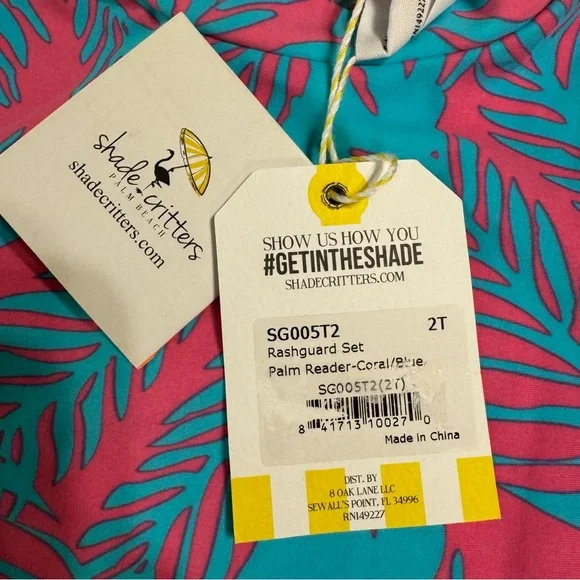 shade critters
PALM BEACH
shadecritters.com
RN149227
SHOW US HOW YOU
#GETINTHESHADE
SHADECRITTERS.COM
SG005T2 2T
Rashguard Set
Palm Reader-Coral/Blue
SG005T2(2T)
8 41713 10027 0
Made in China
DIST. BY
8 OAK LANE LLC
SEWALL'S POINT, FL 34996
RN149227